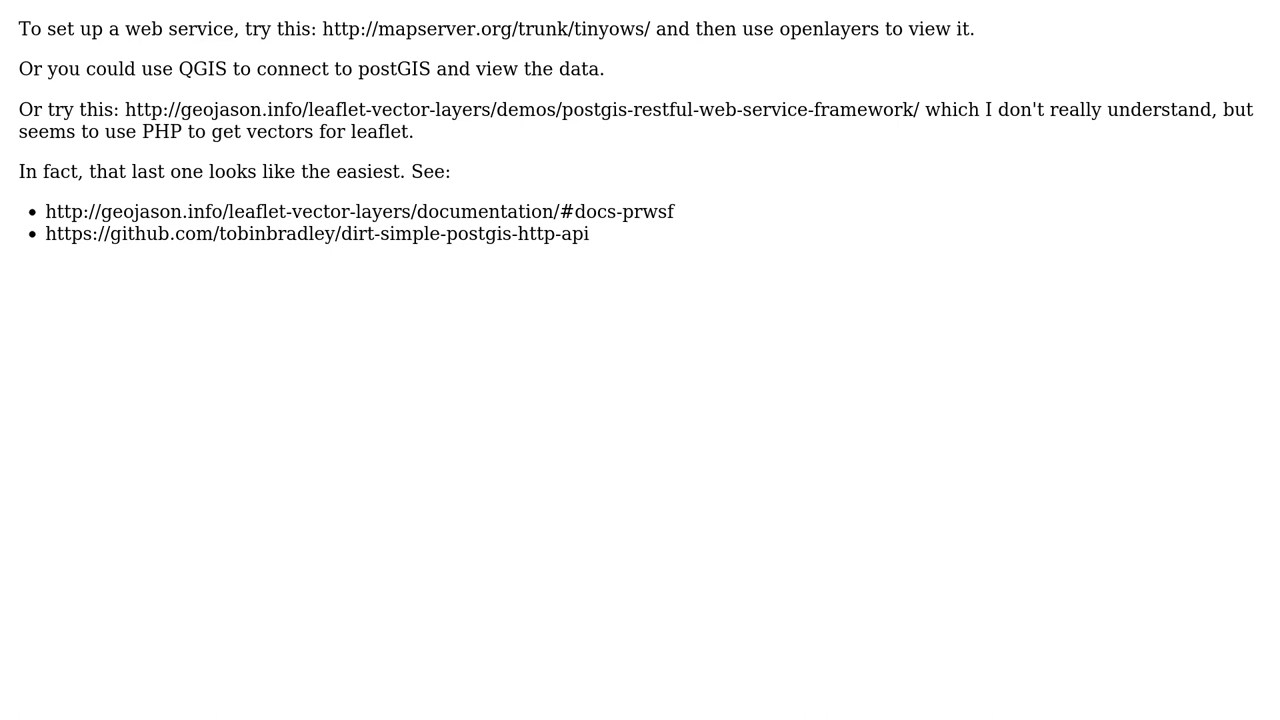 To set up a web service, try this: http://mapserver.org/trunk/tinyows/ and then use openlayers to view it.
Or you could use QGIS to connect to postGIS and view the data.
Or try this: http://geojason.info/leaflet-vector-layers/demos/postgis-restful-web-service-framework/ which I don't really understand, but
seems to use PHP to get vectors for leaflet.
In fact, that last one looks like the easiest. See:
• http://geojason.info/leaflet-vector-layers/documentation/#docs-prwsf
• https://github.com/tobinbradley/dirt-simple-postgis-http-api